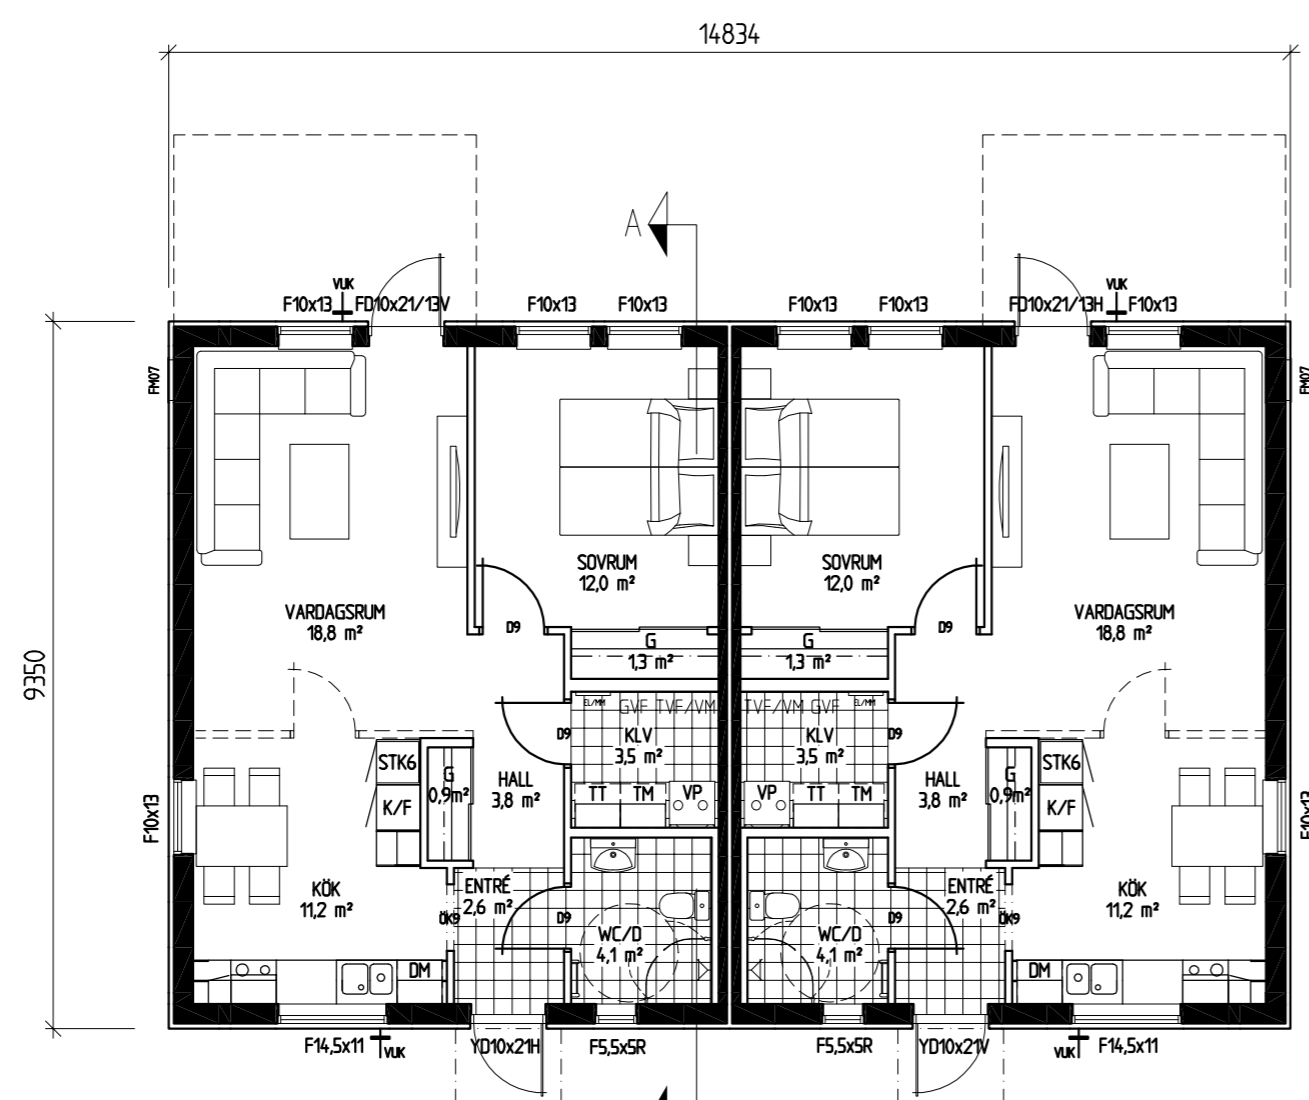 14834
A
VUK
VUK
F10x13 FD10x21/13V
F10x13
F10x13
F10x13
F10x13
FD10x21/13H F10x13
FM07
FM07
9350
SOVRUM
12,0 m²
SOVRUM
12,0 m²
VARDAGSRUM
18,8 m²
VARDAGSRUM
18,8 m²
D9
D9
G
1,3 m²
G
1,3 m²
EL/MM GVF TVF/VM
TVF/VM GVF EL/MM
D9
KLV
3,5 m²
KLV
3,5 m²
D9
STK6
K/F
G
0,9m²
HALL
3,8 m²
TT TM VP
VP TT TM
HALL
3,8 m²
G
0,9m²
STK6
K/F
F10x13
F10x13
KÖK
11,2 m²
ENTRÉ
2,6 m²
ÖK9
D9
WC/D
4,1 m²
WC/D
4,1 m²
D9
ENTRÉ
2,6 m²
ÖK9
KÖK
11,2 m²
DM
DM
F14,5x11
VUK
YD10x21H
F5,5x5R
F5,5x5R
YD10x21V
VUK
F14,5x11